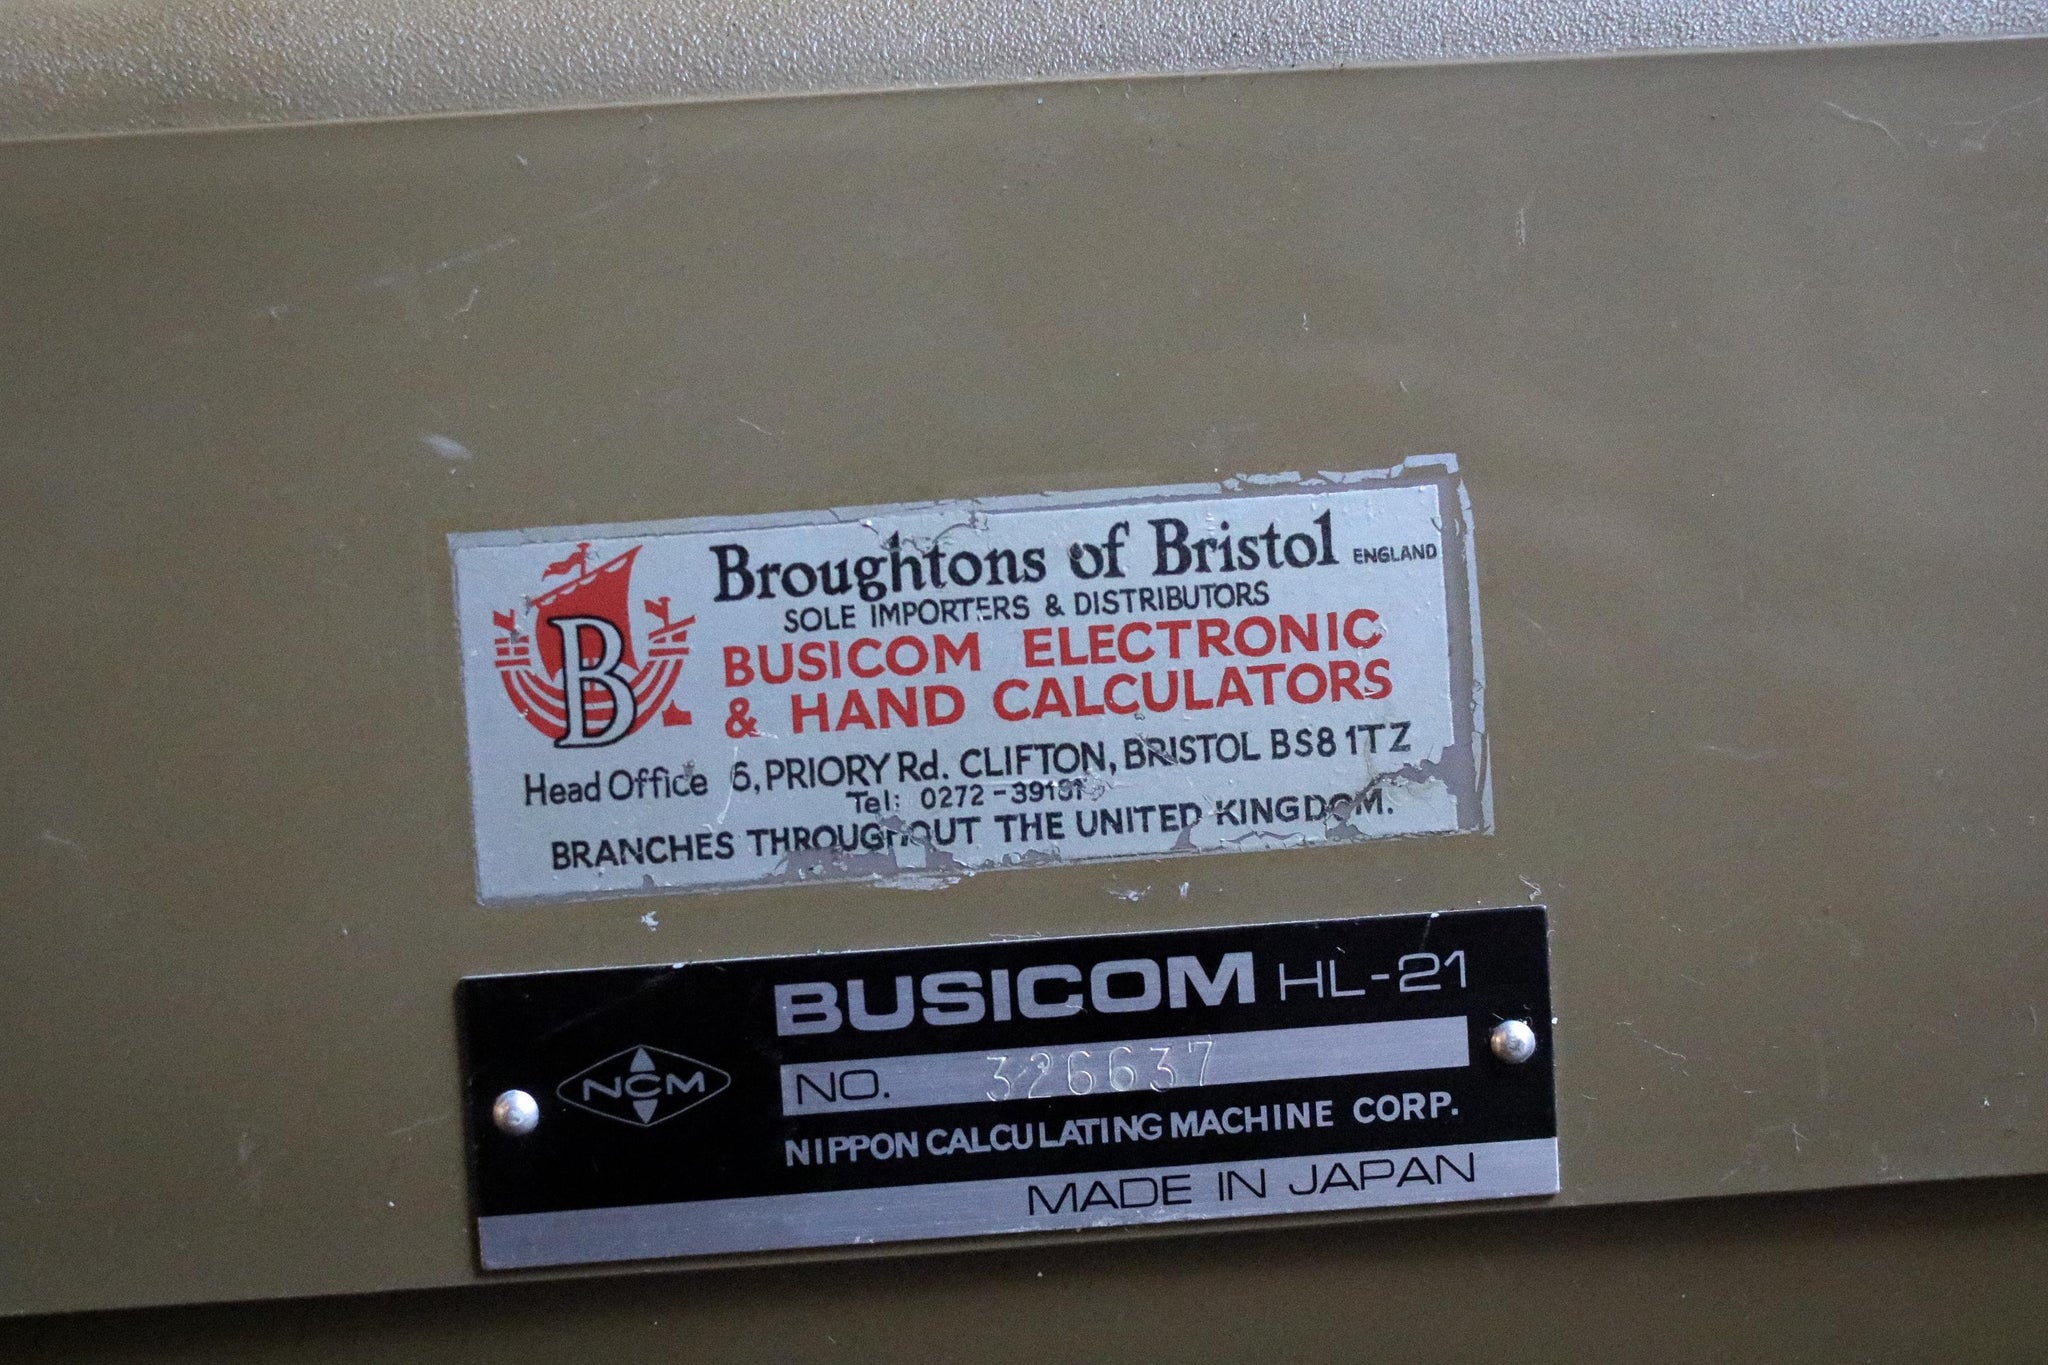 Broughtons of Bristol ENGLAND
SOLE IMPORTERS & DISTRIBUTORS
BUSICOM ELECTRONIC
& HAND CALCULATORS
B
Head Office 6, PRIORY Rd. CLIFTON, BRISTOL BS8 1TZ
Tel: 0272-
BRANCHES THROUGHOUT THE UNITED KINGDOM.
BUSICOM HL-21
NCM
NO. 326637
NIPPON CALCULATING MACHINE CORP.
MADE IN JAPAN